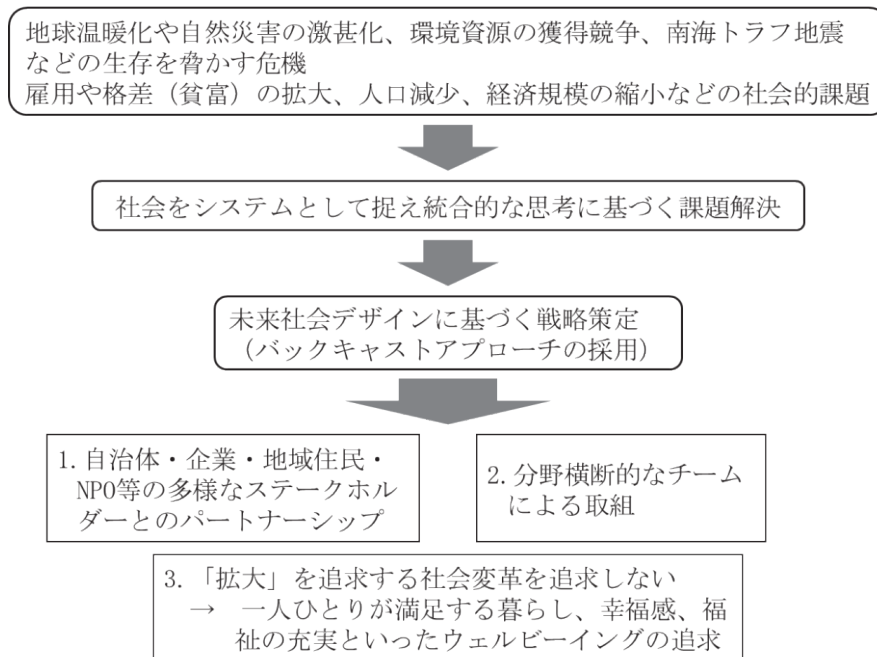 地球温暖化や自然災害の激甚化、環境資源の獲得競争、南海トラフ地震
などの生存を脅かす危機
雇用や格差（貧富）の拡大、人口減少、経済規模の縮小などの社会的課題
社会をシステムとして捉え統合的な思考に基づく課題解決
未来社会デザインに基づく戦略策定
（バックキャストアプローチの採用）
1. 自治体・企業・地域住民・
NPO等の多様なステークホル
ダーとのパートナーシップ
2. 分野横断的なチーム
による取組
3. 「拡大」を追求する社会変革を追求しない
→ 一人ひとりが満足する暮らし、幸福感、福
祉の充実といったウェルビーイングの追求